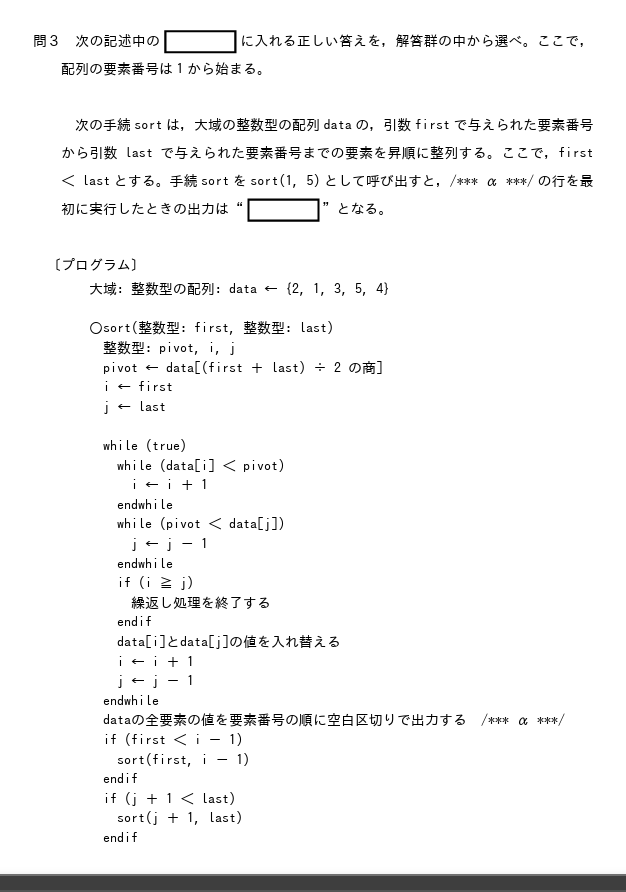 問３　次の記述中の　　　　　に入れる正しい答えを，解答群の中から選べ。ここで，
配列の要素番号は 1 から始まる。
次の手続 sort は，大域の整数型の配列 data の，引数 first で与えられた要素番号
から引数 last で与えられた要素番号までの要素を昇順に整列する。ここで，first
＜ last とする。手続 sort を sort(1, 5) として呼び出すと，/*** α ***/ の行を最
初に実行したときの出力は“　　　　　”となる。
〔プログラム〕
大域: 整数型の配列: data ← {2, 1, 3, 5, 4}
○sort(整数型: first, 整数型: last)
整数型: pivot, i, j
pivot ← data[(first ＋ last) ÷ 2 の商]
i ← first
j ← last
while (true)
while (data[i] ＜ pivot)
i ← i ＋ 1
endwhile
while (pivot ＜ data[j])
j ← j － 1
endwhile
if (i ≧ j)
繰返し処理を終了する
endif
data[i]とdata[j]の値を入れ替える
i ← i ＋ 1
j ← j － 1
endwhile
dataの全要素の値を要素番号の順に空白区切りで出力する　/*** α ***/
if (first ＜ i － 1)
sort(first, i － 1)
endif
if (j ＋ 1 ＜ last)
sort(j ＋ 1, last)
endif